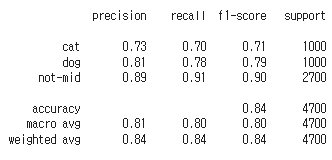 precision recall f1-score support
cat 0.73 0.70 0.71 1000
dog 0.81 0.78 0.79 1000
not-mid 0.89 0.91 0.90 2700
accuracy 0.84 4700
macro avg 0.81 0.80 0.80 4700
weighted avg 0.84 0.84 0.84 4700